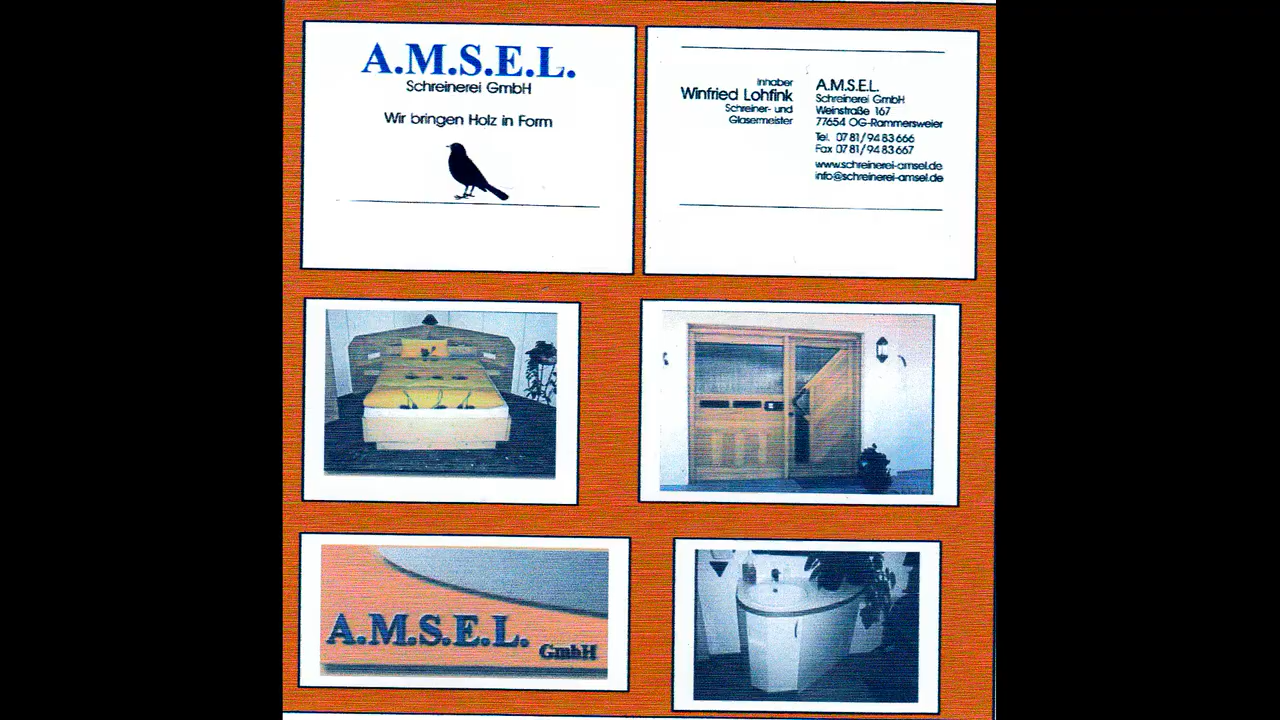 A.M.S.E.L.
Schreinerei GmbH
Wir bringen Holz in Form
Inhaber
Winfried Lohfink
Schreiner- und
Glasermeister
A.M.S.E.L.
Schreinerei GmbH
Weinstraße 167
77654 OG-Rammersweier
Tel. 07 81/94 83 666
Fax 07 81/94 83 667
www.schreinerei-amsel.de
info@schreinerei-amsel.de
A.M.S.E.L.
GmbH